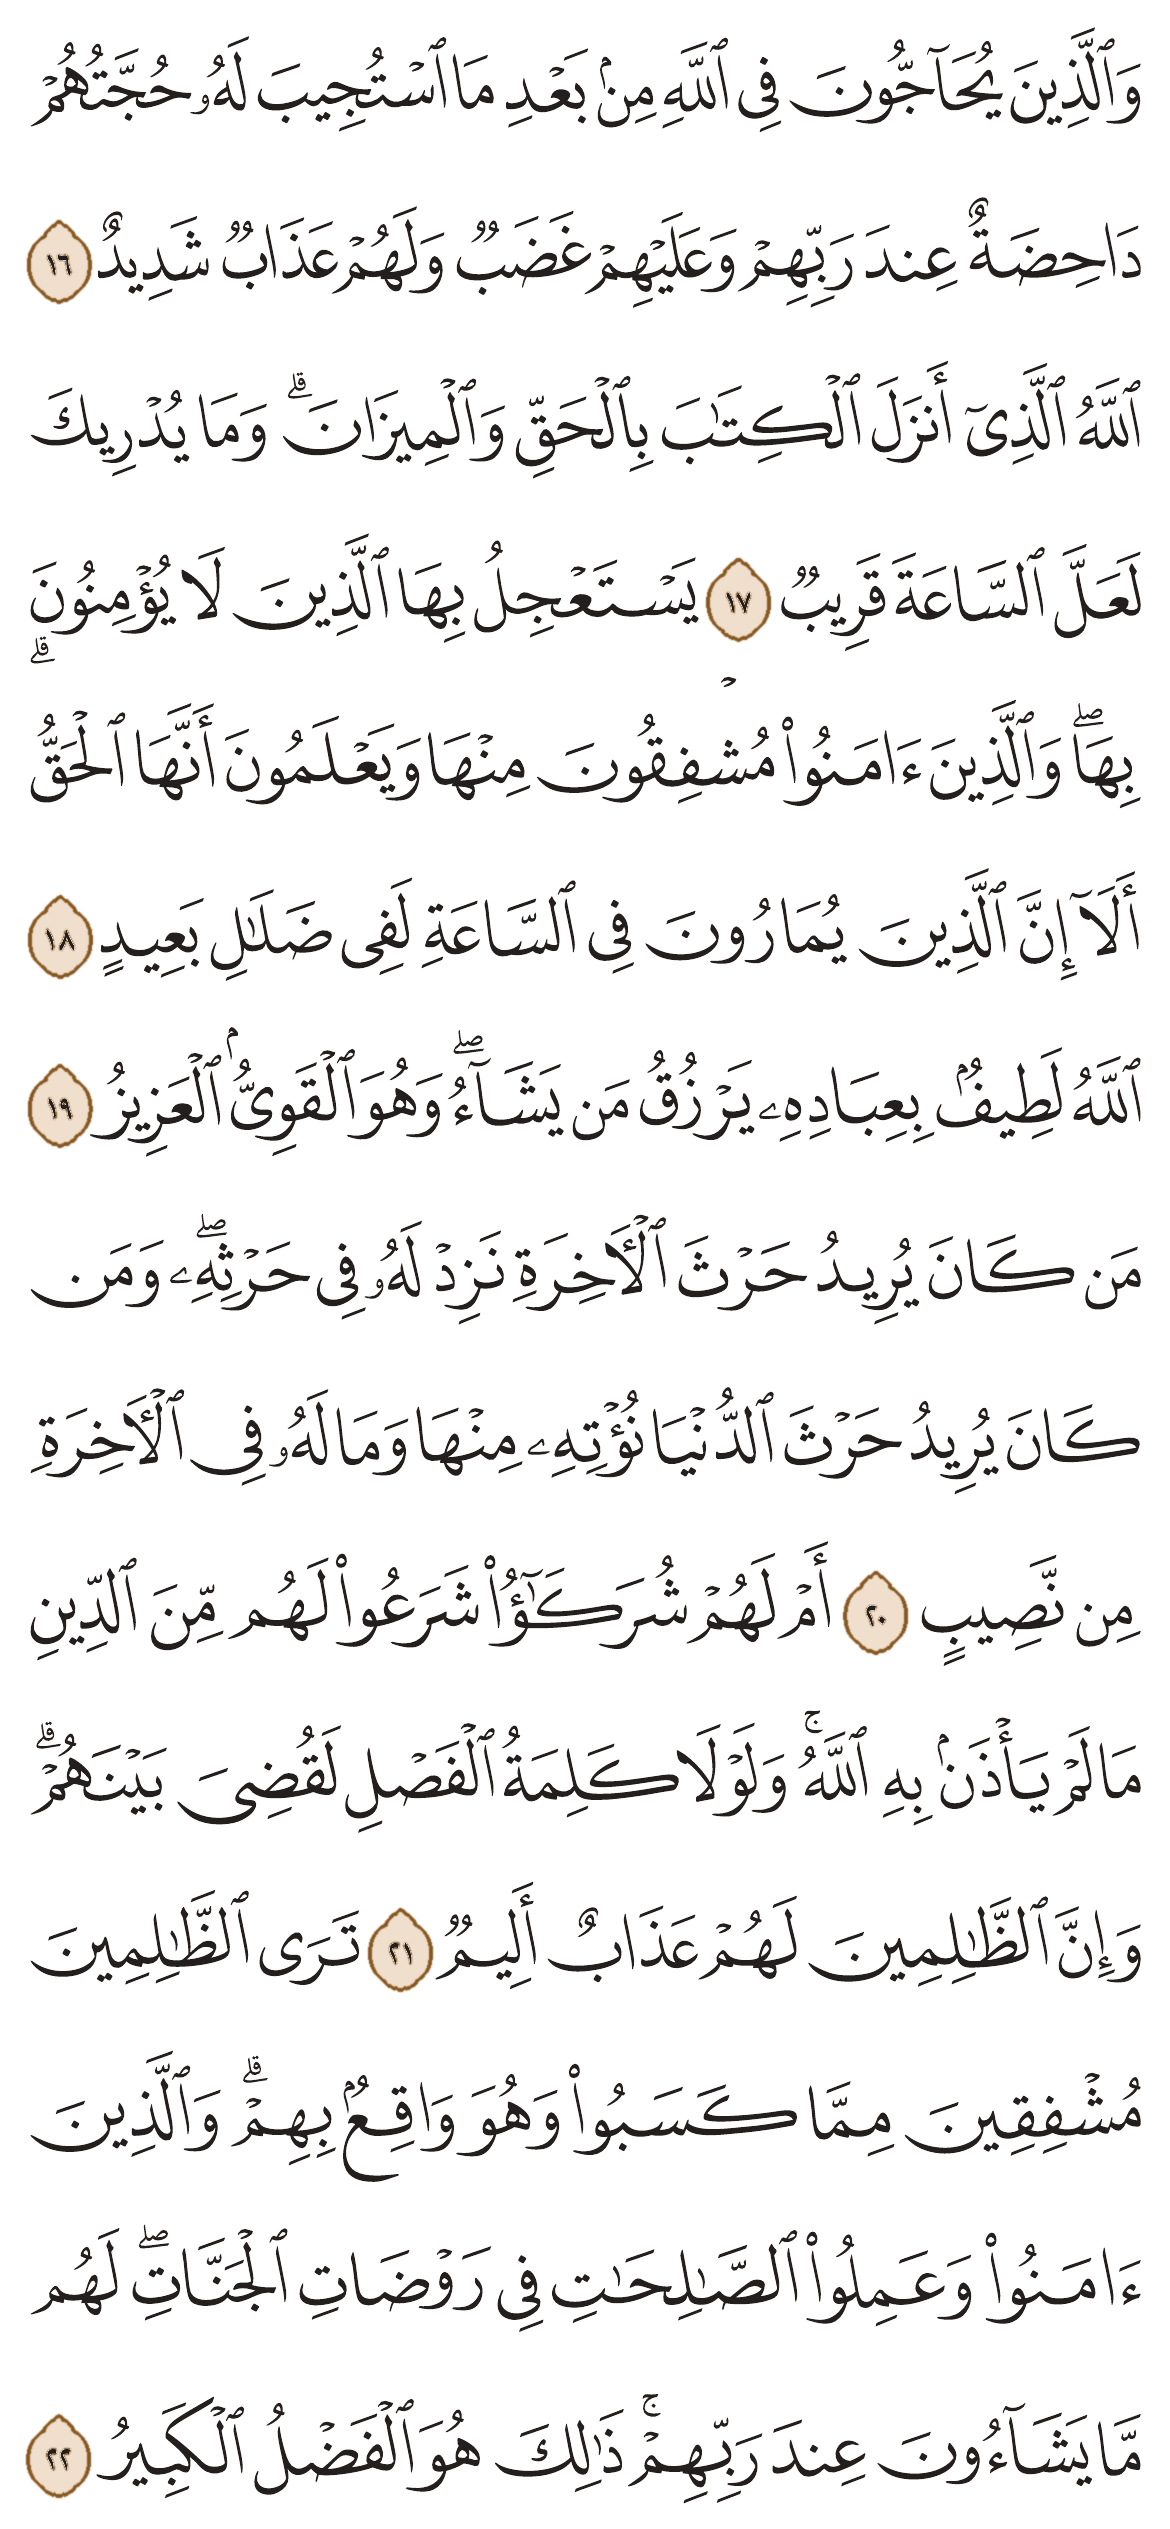 وَٱلَّذِينَ يُحَآجُّونَ فِى ٱللَّهِ مِنۢ بَعْدِ مَا ٱسْتُجِيبَ لَهُۥ حُجَّتُهُمْ
دَاحِضَةٌ عِندَ رَبِّهِمْ وَعَلَيْهِمْ غَضَبٌ وَلَهُمْ عَذَابٌ شَدِيدٌ ١٦
ٱللَّهُ ٱلَّذِىٓ أَنزَلَ ٱلْكِتَٰبَ بِٱلْحَقِّ وَٱلْمِيزَانَ ۗ وَمَا يُدْرِيكَ
لَعَلَّ ٱلسَّاعَةَ قَرِيبٌ ١٧ يَسْتَعْجِلُ بِهَا ٱلَّذِينَ لَا يُؤْمِنُونَ
بِهَا ۖ وَٱلَّذِينَ ءَامَنُوا۟ مُشْفِقُونَ مِنْهَا وَيَعْلَمُونَ أَنَّهَا ٱلْحَقُّ ۗ
أَلَآ إِنَّ ٱلَّذِينَ يُمَارُونَ فِى ٱلسَّاعَةِ لَفِى ضَلَٰلٍ بَعِيدٍ ١٨
ٱللَّهُ لَطِيفٌۢ بِعِبَادِهِۦ يَرْزُقُ مَن يَشَآءُ ۖ وَهُوَ ٱلْقَوِىُّ ٱلْعَزِيزُ ١٩
مَن كَانَ يُرِيدُ حَرْثَ ٱلْـَٔاخِرَةِ نَزِدْ لَهُۥ فِى حَرْثِهِۦ ۖ وَمَن
كَانَ يُرِيدُ حَرْثَ ٱلدُّنْيَا نُؤْتِهِۦ مِنْهَا وَمَا لَهُۥ فِى ٱلْـَٔاخِرَةِ
مِن نَّصِيبٍ ٢٠ أَمْ لَهُمْ شُرَكَٰٓؤُا۟ شَرَعُوا۟ لَهُم مِّنَ ٱلدِّينِ
مَا لَمْ يَأْذَنۢ بِهِ ٱللَّهُ ۚ وَلَوْلَا كَلِمَةُ ٱلْفَصْلِ لَقُضِىَ بَيْنَهُمْ ۗ
وَإِنَّ ٱلظَّٰلِمِينَ لَهُمْ عَذَابٌ أَلِيمٌ ٢١ تَرَى ٱلظَّٰلِمِينَ
مُشْفِقِينَ مِمَّا كَسَبُوا۟ وَهُوَ وَاقِعٌۢ بِهِمْ ۗ وَٱلَّذِينَ
ءَامَنُوا۟ وَعَمِلُوا۟ ٱلصَّٰلِحَٰتِ فِى رَوْضَاتِ ٱلْجَنَّاتِ ۖ لَهُم
مَّا يَشَآءُونَ عِندَ رَبِّهِمْ ۚ ذَٰلِكَ هُوَ ٱلْفَضْلُ ٱلْكَبِيرُ ٢٢